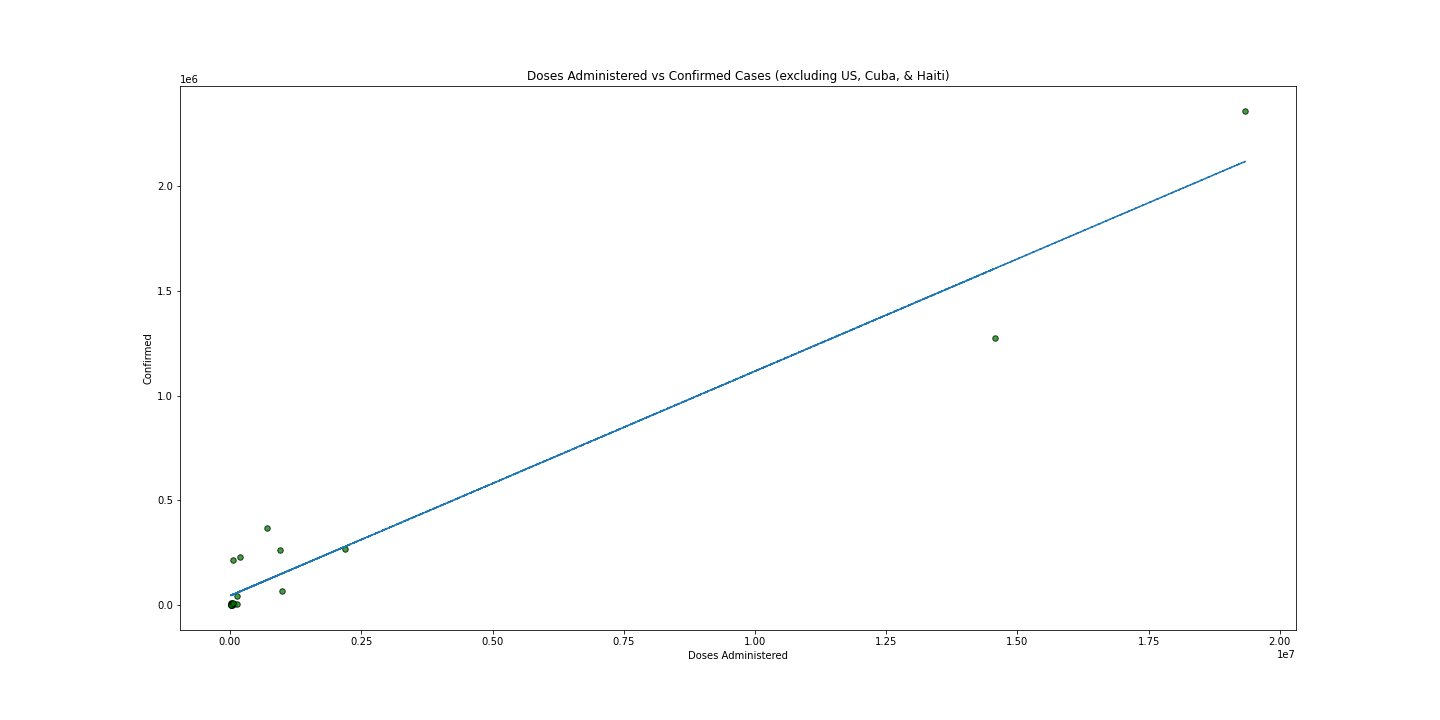 Doses Administered vs Confirmed Cases (excluding US, Cuba, & Haiti)
1e6
2.0
1.5
1.0
0.5
0.0
Confirmed
0.00 0.25 0.50 0.75 1.00 1.25 1.50 1.75 2.00
Doses Administered
1e7